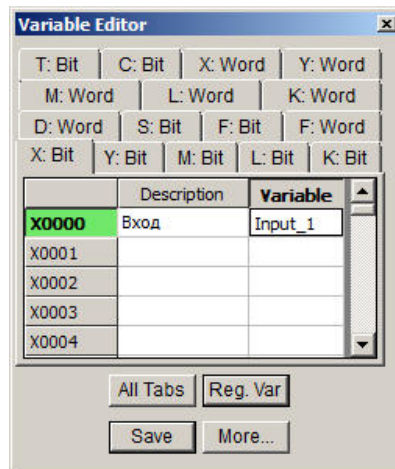 Variable Editor
T: Bit C: Bit X: Word Y: Word
M: Word L: Word K: Word
D: Word S: Bit F: Bit F: Word
X: Bit Y: Bit M: Bit L: Bit K: Bit
Description Variable
X0000 Вход Input_1
X0001
X0002
X0003
X0004
All Tabs Reg. Var
Save More...